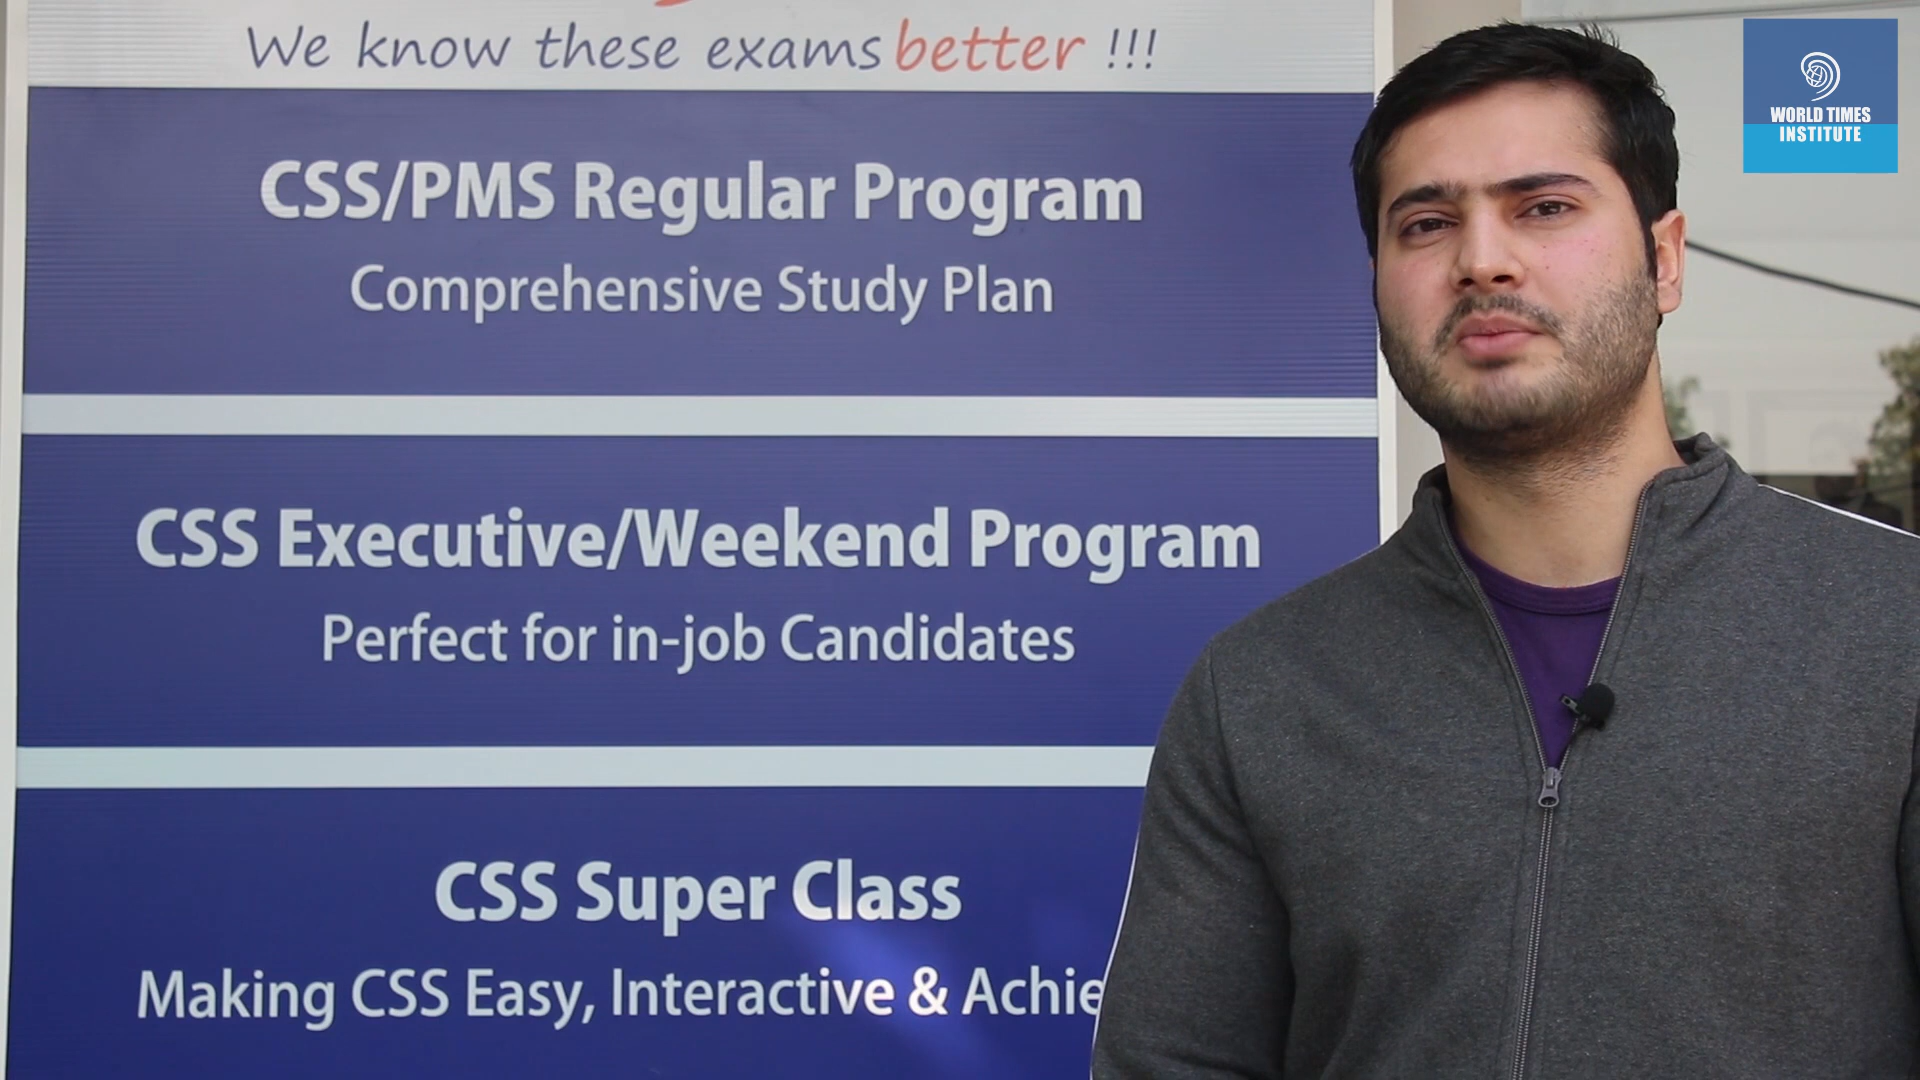 We know these exams better !!!
CSS/PMS Regular Program
Comprehensive Study Plan
CSS Executive/Weekend Program
Perfect for in-job Candidates
CSS Super Class
Making CSS Easy, Interactive & Achie
WORLD TIMES
INSTITUTE